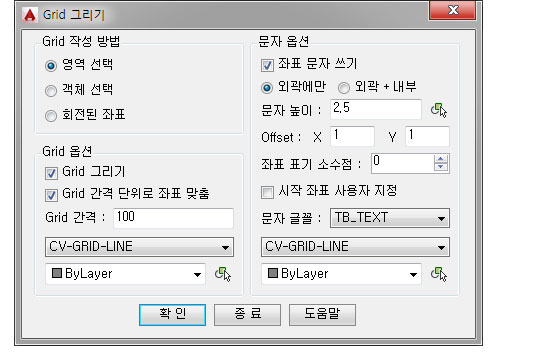 Grid 그리기
Grid 작성 방법
영역 선택
객체 선택
회전된 좌표
Grid 옵션
Grid 그리기
Grid 간격 단위로 좌표 맞춤
Grid 간격 : 100
CV-GRID-LINE
ByLayer
문자 옵션
좌표 문자 쓰기
외곽에만 외곽 + 내부
문자 높이 : 2.5
Offset : X 1 Y 1
좌표 표기 소수점 : 0
시작 좌표 사용자 지정
문자 글꼴 : TB_TEXT
CV-GRID-LINE
ByLayer
확 인 종 료 도움말